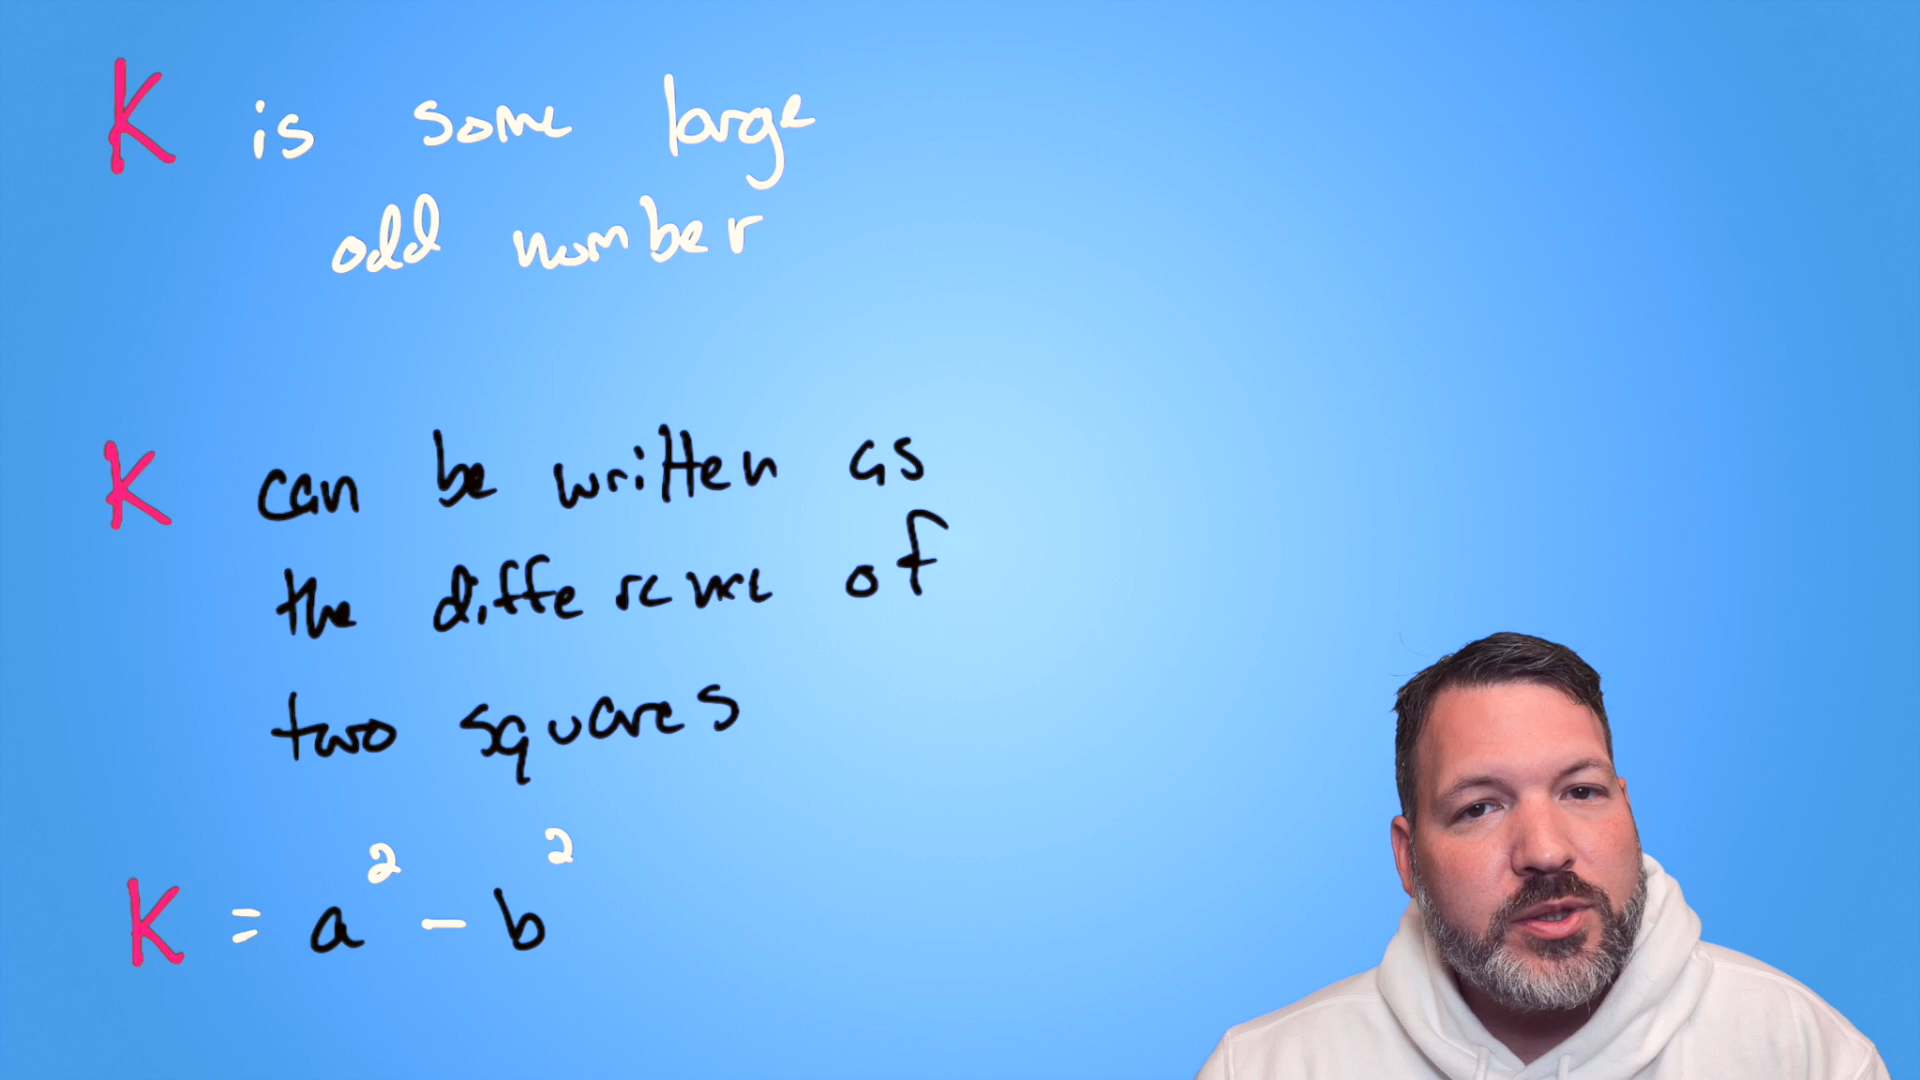 K is some large
odd number
K can be written as
the difference of
two squares
K = a² - b²